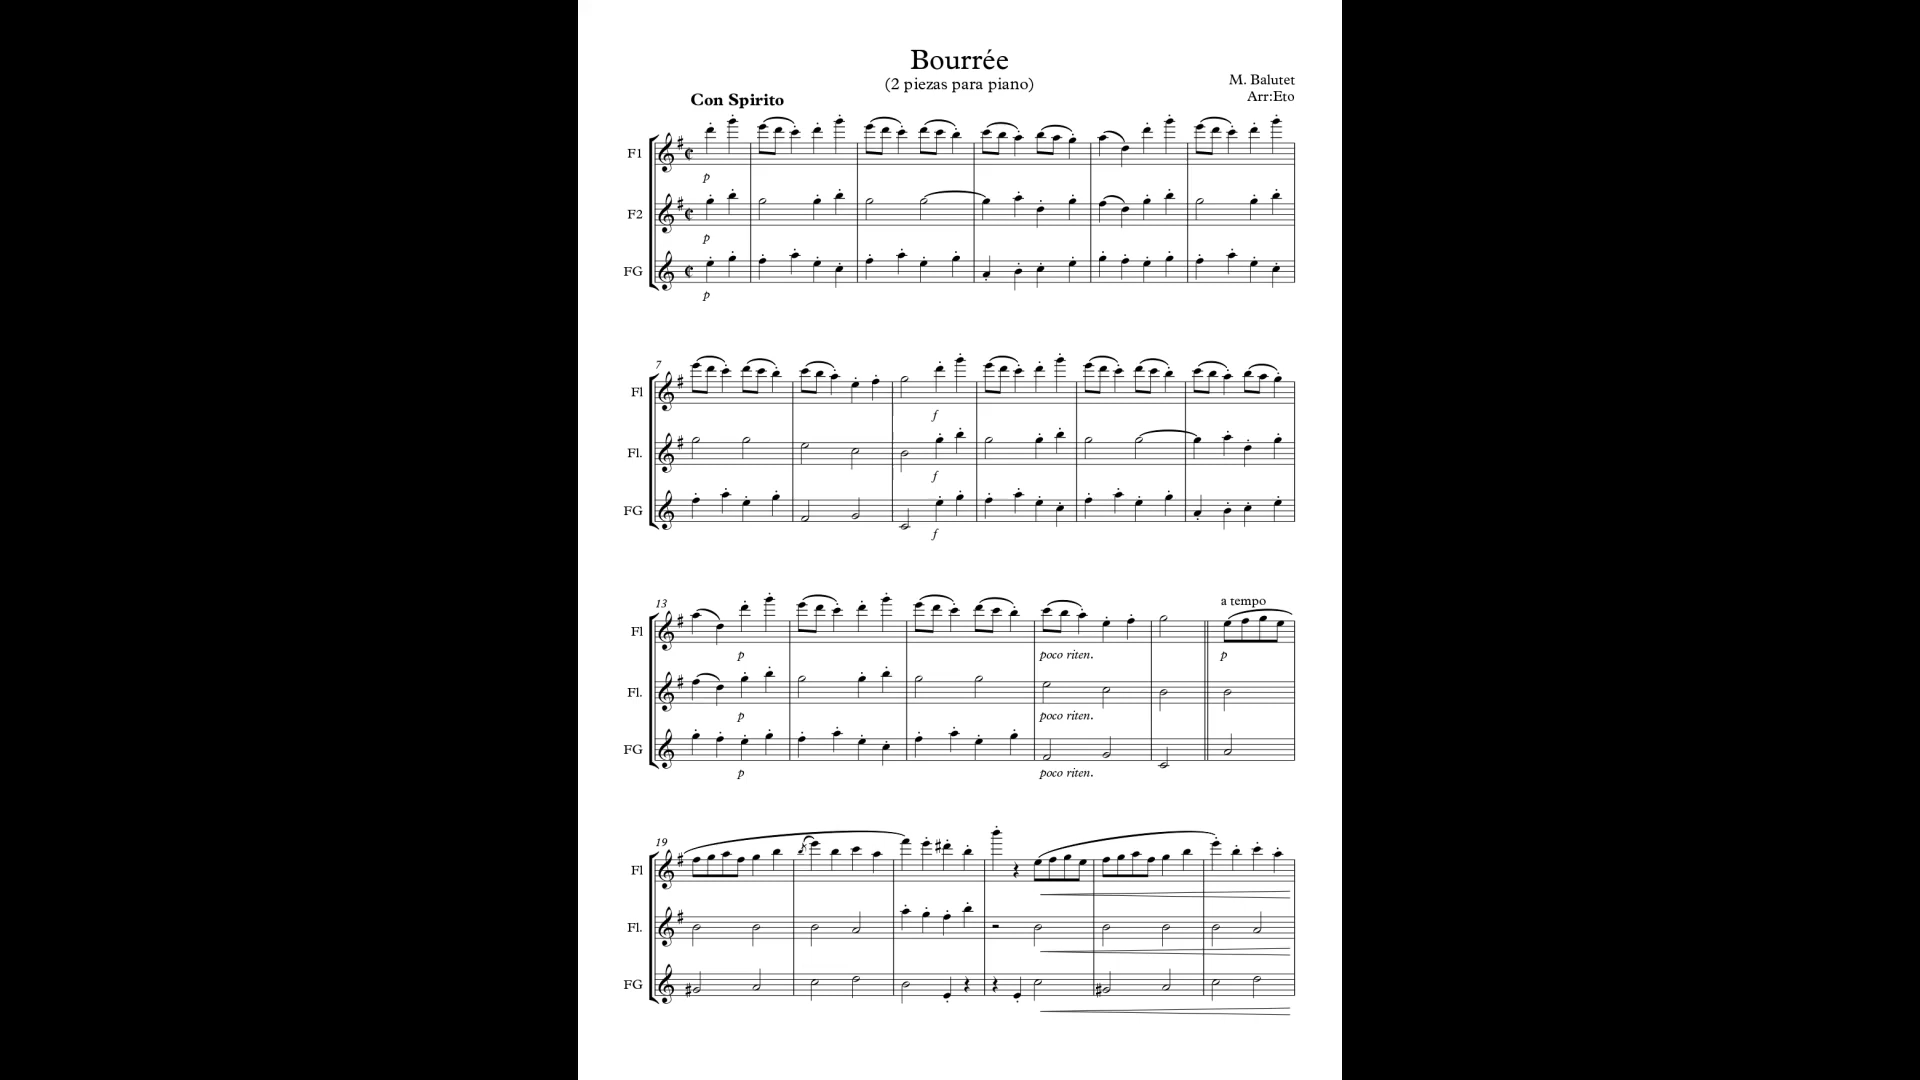 Bourrée
(2 piezas para piano)
M. Balutet
Arr:Eto
Con Spirito
F1
p
F2
p
FG
p
7
Fl
f
Fl.
f
FG
f
13
a tempo
Fl
p
poco riten.
p
Fl.
p
poco riten.
FG
p
poco riten.
19
Fl
Fl.
FG